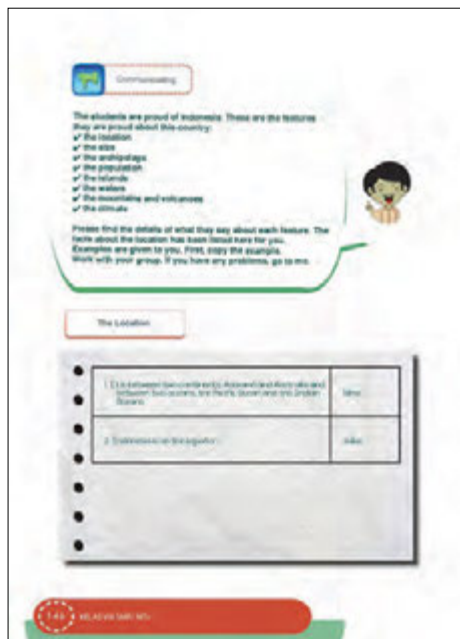 Communicating
The students are proud of Indonesia. These are the features
they are proud about this country:
✔ the location
✔ the size
✔ the archipelago
✔ the population
✔ the islands
✔ the waters
✔ the mountains and volcanoes
✔ the climate
Please find the details of what they say about each feature. The
facts about the location has been listed here for you.
Examples are given to you. First, copy the example.
Work with your group. If you have any problems, go to me.
The Location
1. It is between two continents, Asia and Australia and
between two oceans, the Pacific Ocean and the Indian
Oceans.
2. Indonesia is on the equator.
146
KELAS VIII SMP/ MTs